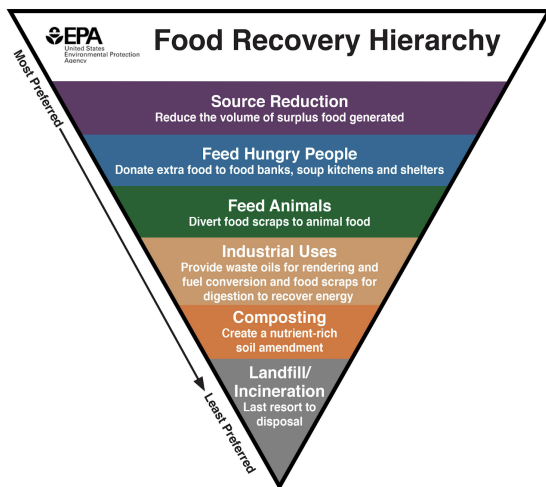 EPA
United States
Environmental Protection
Agency
Food Recovery Hierarchy
Most Preferred
Source Reduction
Reduce the volume of surplus food generated
Feed Hungry People
Donate extra food to food banks, soup kitchens and shelters
Feed Animals
Divert food scraps to animal food
Industrial Uses
Provide waste oils for rendering and
fuel conversion and food scraps for
digestion to recover energy
Composting
Create a nutrient-rich
soil amendment
Landfill/
Incineration
Last resort to
disposal
Least Preferred